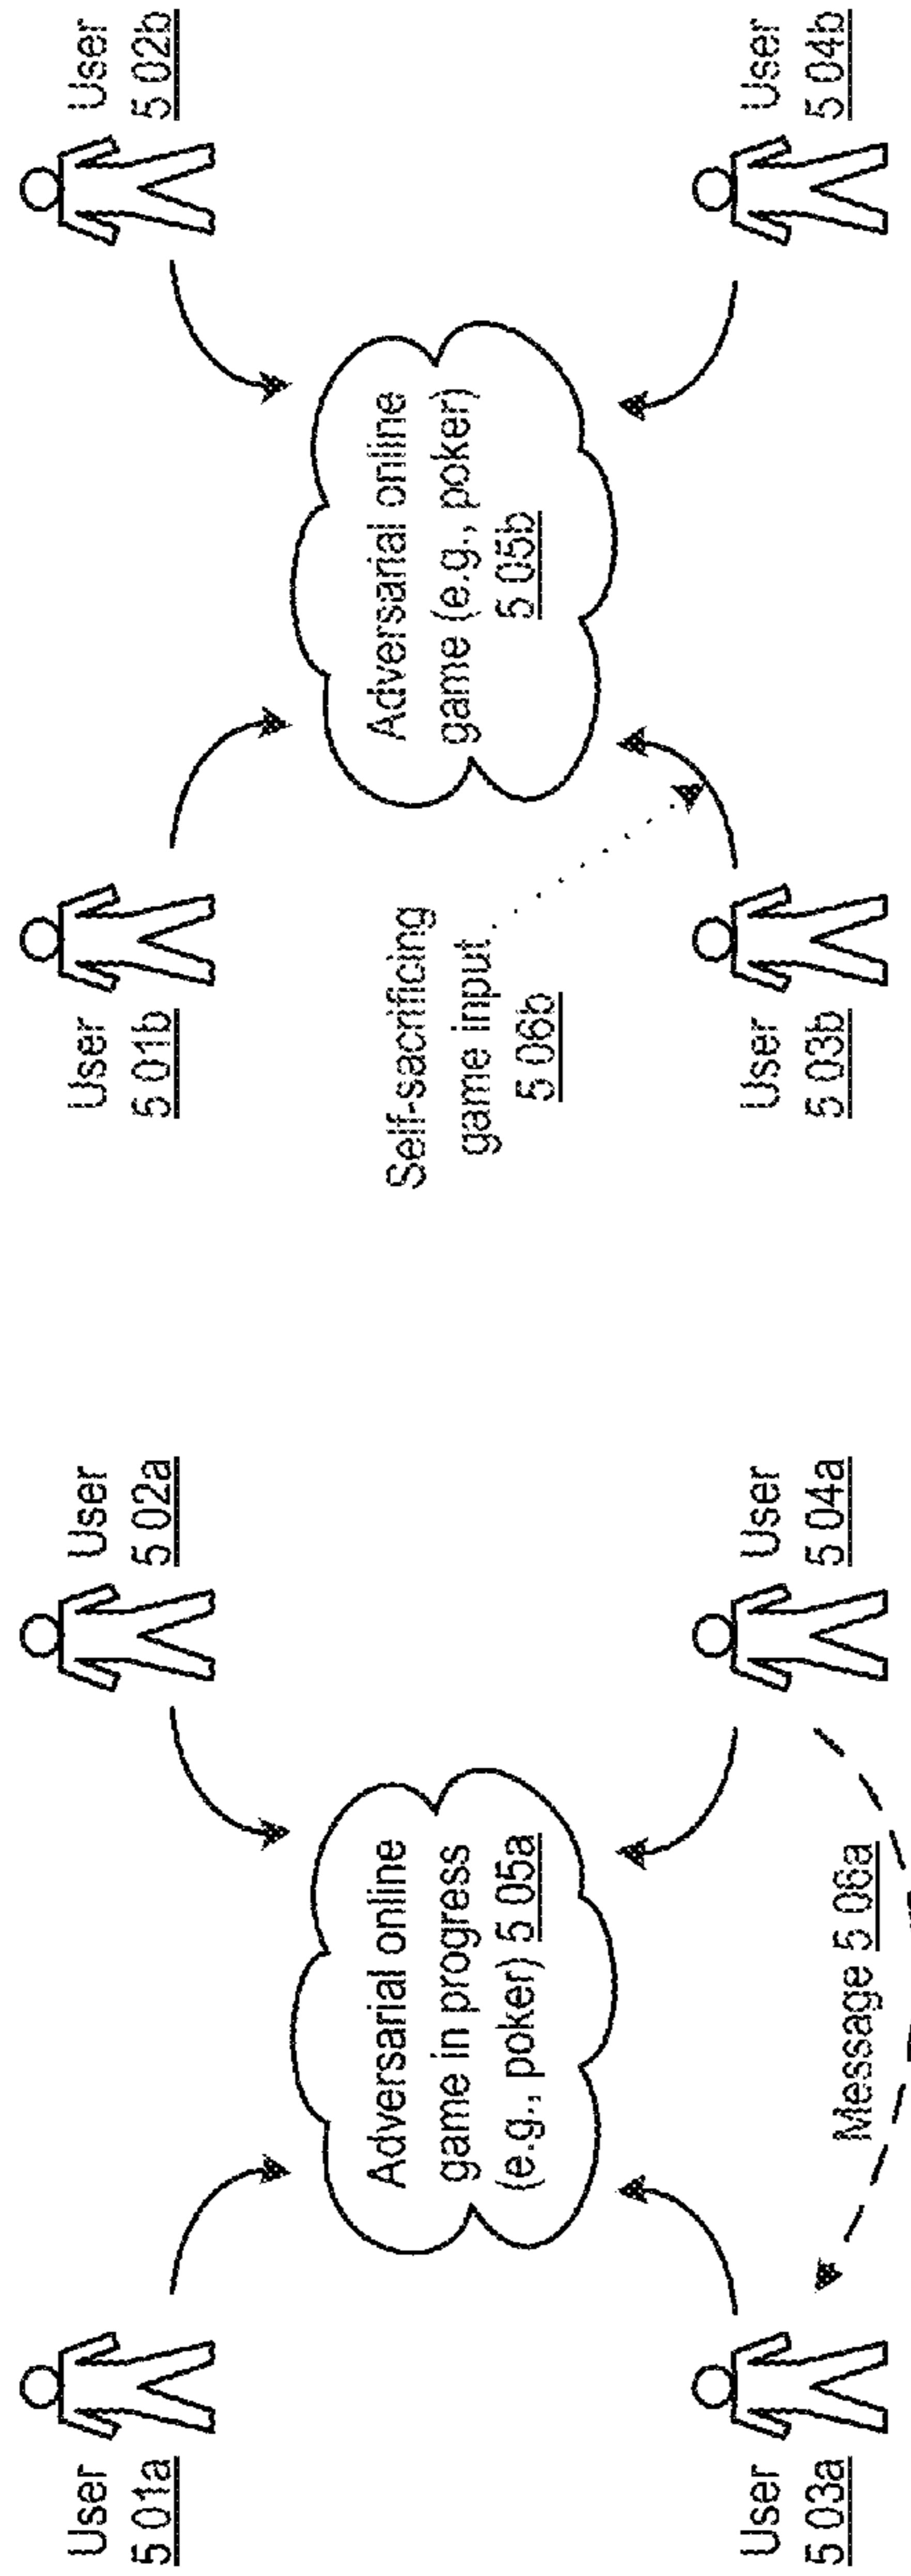 User
5 01a
User
5 02a
Adversarial online
game in progress
(e.g., poker) 5 05a
User
5 03a
User
5 04a
Message 5 06a
User
5 01b
User
5 02b
Adversarial online
game (e.g., poker)
5 05b
Self-sacrificing
game input
5 06b
User
5 03b
User
5 04b